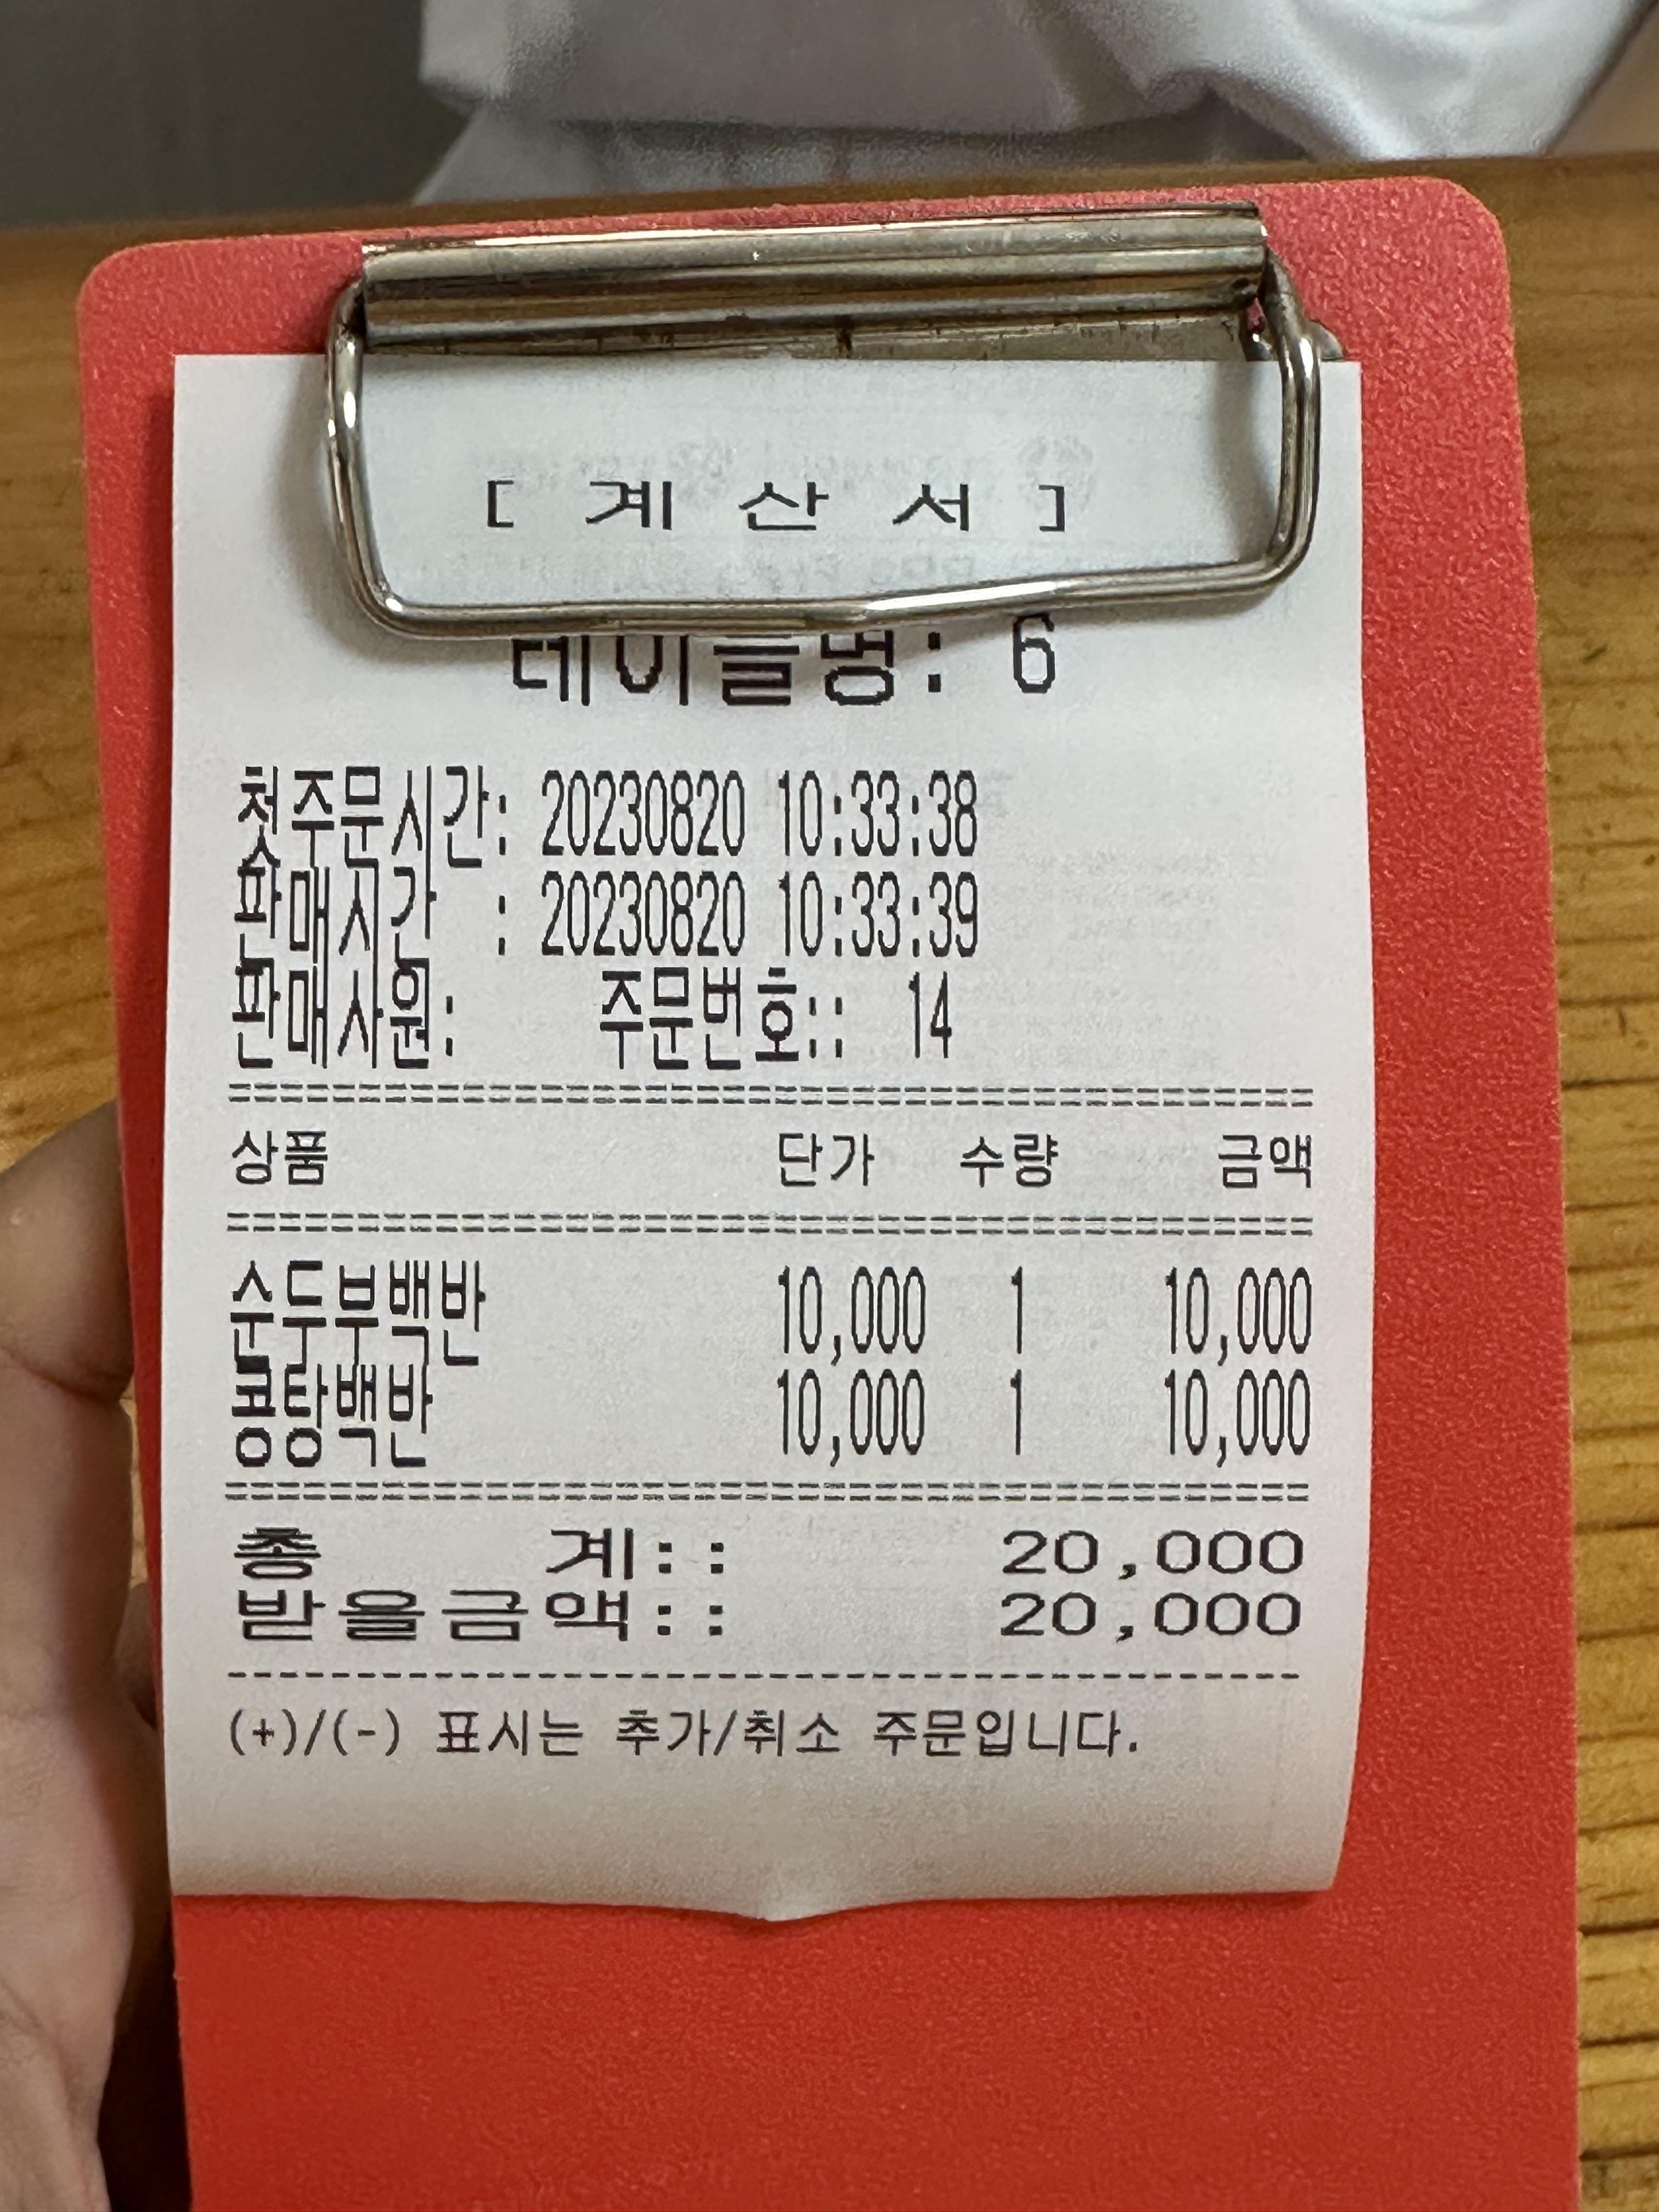 [ 계 산 서 ]
테이블명: 6
첫주문시간: 20230820 10:33:38
판매시간 : 20230820 10:33:39
판매사원: 주문번호:: 14
================================
상품 단가 수량 금액
================================
순두부백반 10,000 1 10,000
콩탕백반 10,000 1 10,000
================================
총 계:: 20,000
받을금액:: 20,000
--------------------------------
(+)/(-) 표시는 추가/취소 주문입니다.